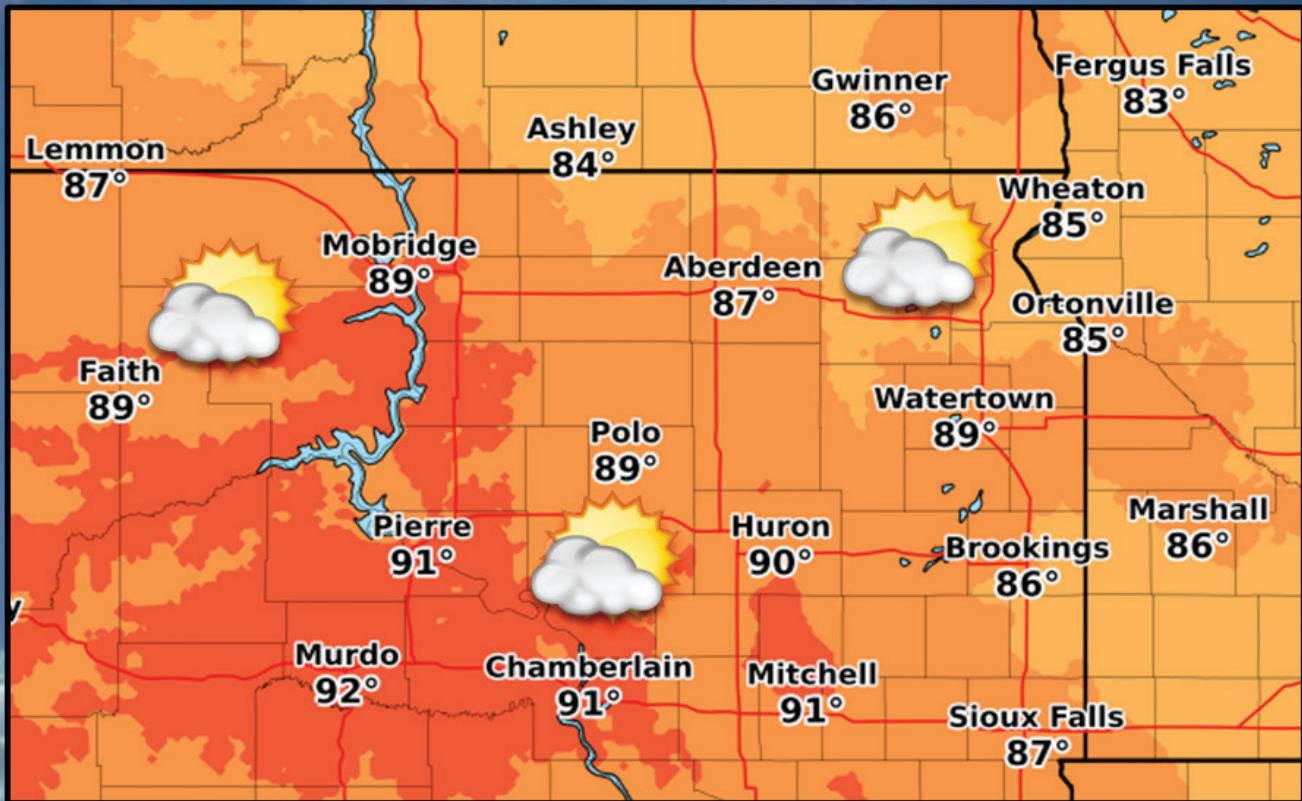 Gwinner
86°
Fergus Falls
83°
Ashley
84°
Lemmon
87°
Wheaton
85°
Mobridge
89°
Aberdeen
87°
Ortonville
85°
Faith
89°
Watertown
89°
Polo
89°
Marshall
86°
Pierre
91°
Huron
90°
Brookings
86°
y
Murdo
92°
Chamberlain
91°
Mitchell
91°
Sioux Falls
87°